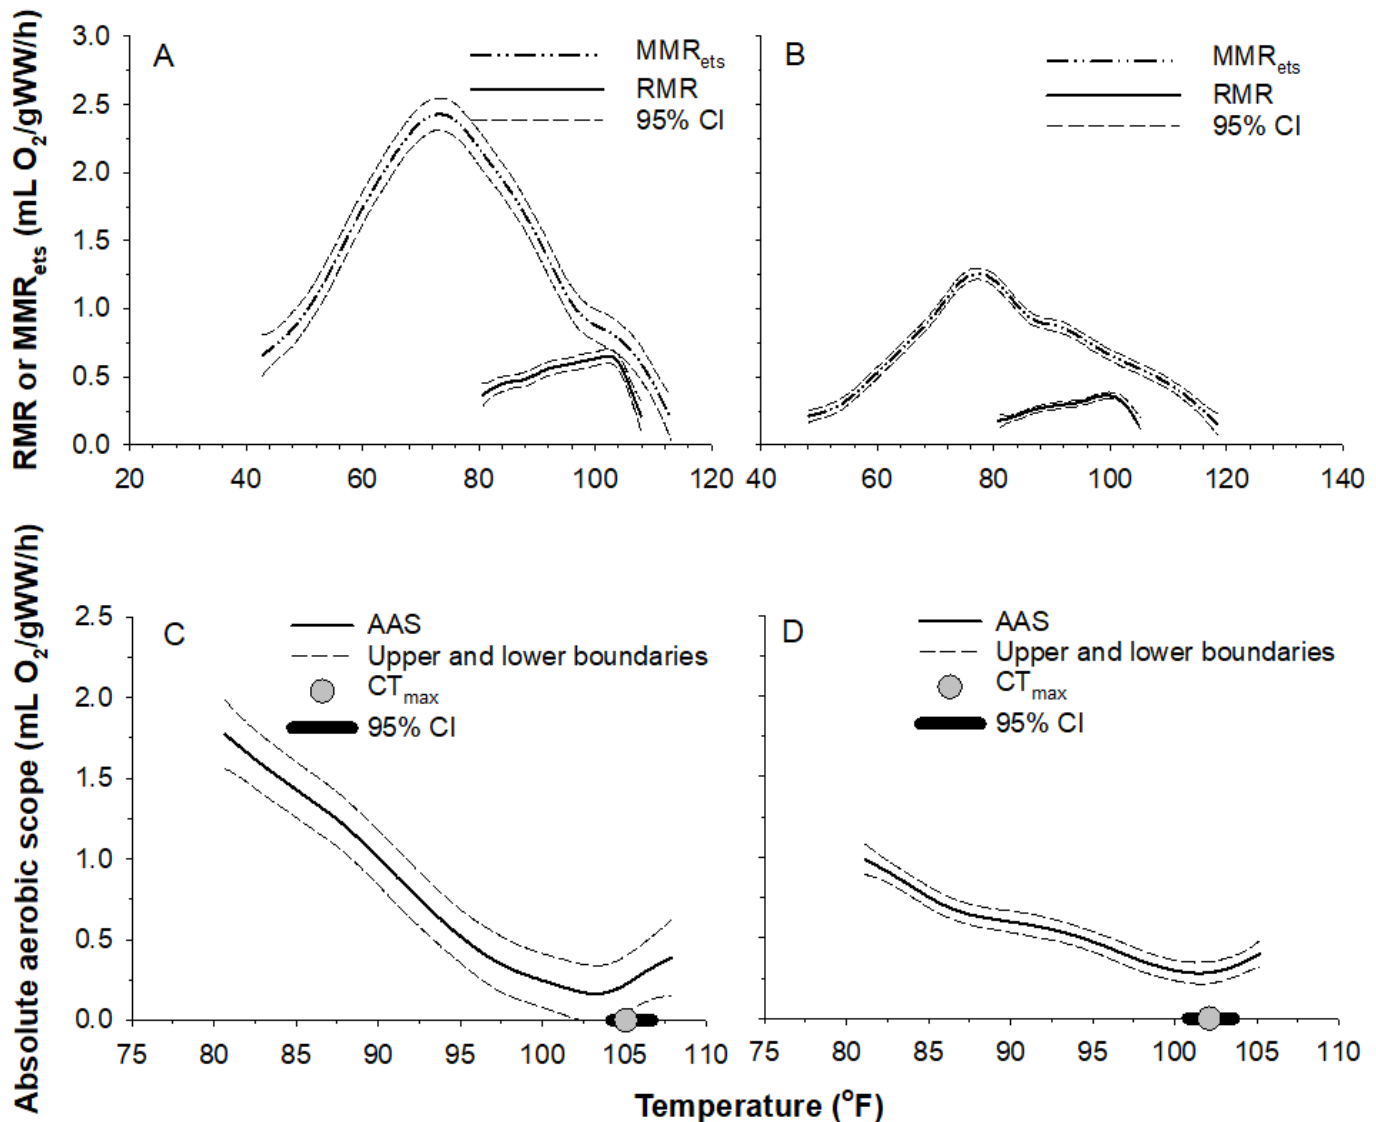 RMR or MMRets (mL O2/gWW/h)
3.0
2.5
2.0
1.5
1.0
0.5
0.0
A
MMRets
RMR
95% CI
20 40 60 80 100 120
B
MMRets
RMR
95% CI
40 60 80 100 120 140
Absolute aerobic scope (mL O2/gWW/h)
2.5
2.0
1.5
1.0
0.5
0.0
C
AAS
Upper and lower boundaries
CTmax
95% CI
75 80 85 90 95 100 105 110
D
AAS
Upper and lower boundaries
CTmax
95% CI
75 80 85 90 95 100 105 110
Temperature (oF)